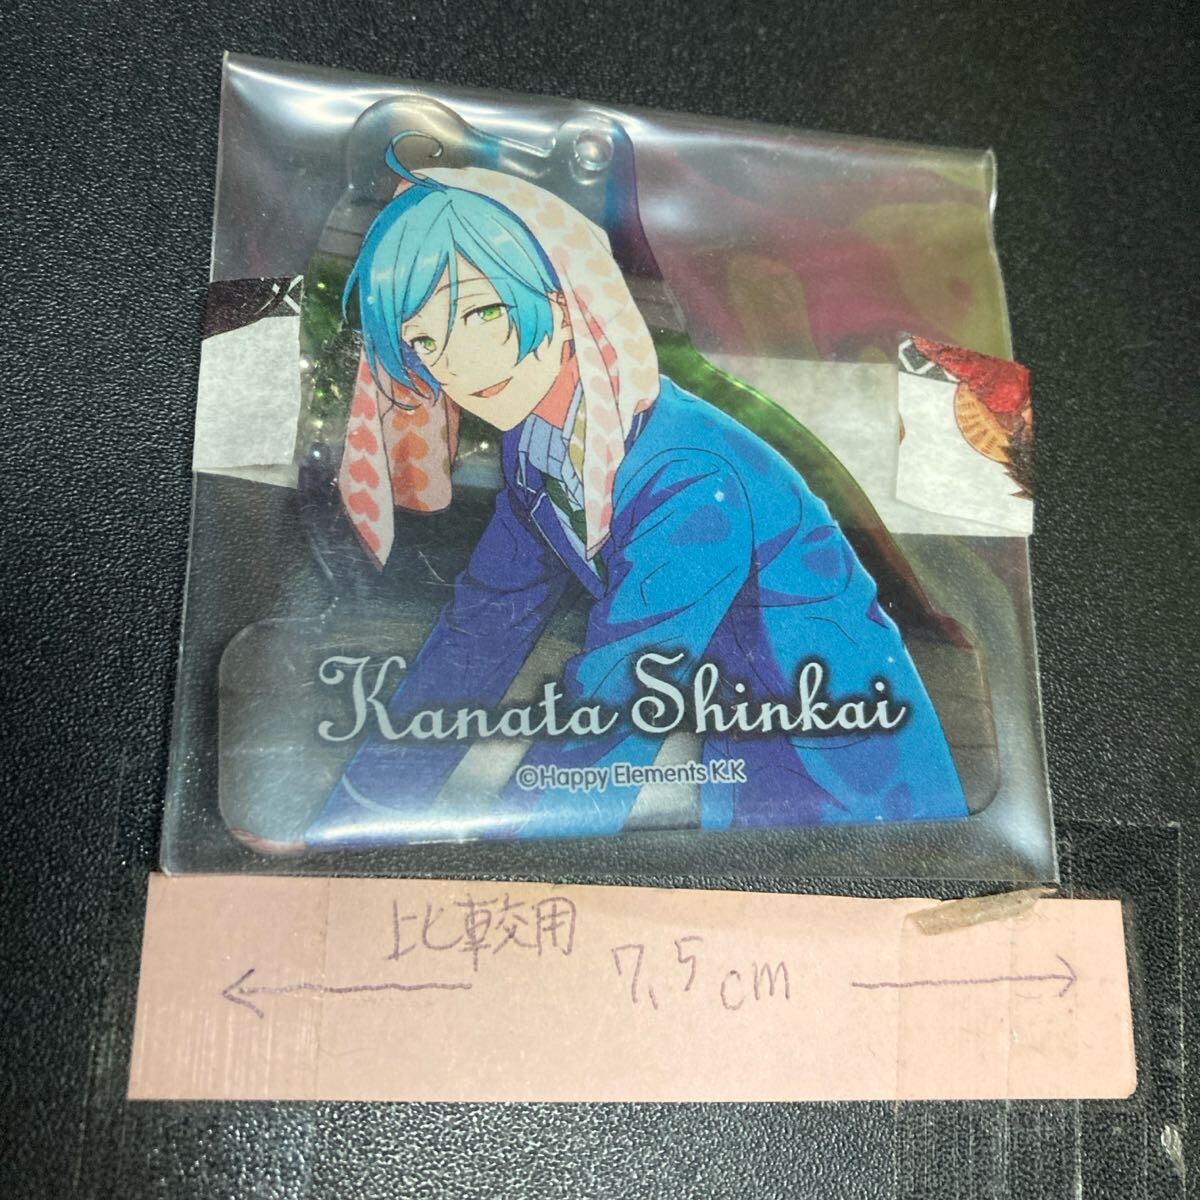 Kanata Shinkai
©Happy Elements K.K
比較用
7.5cm